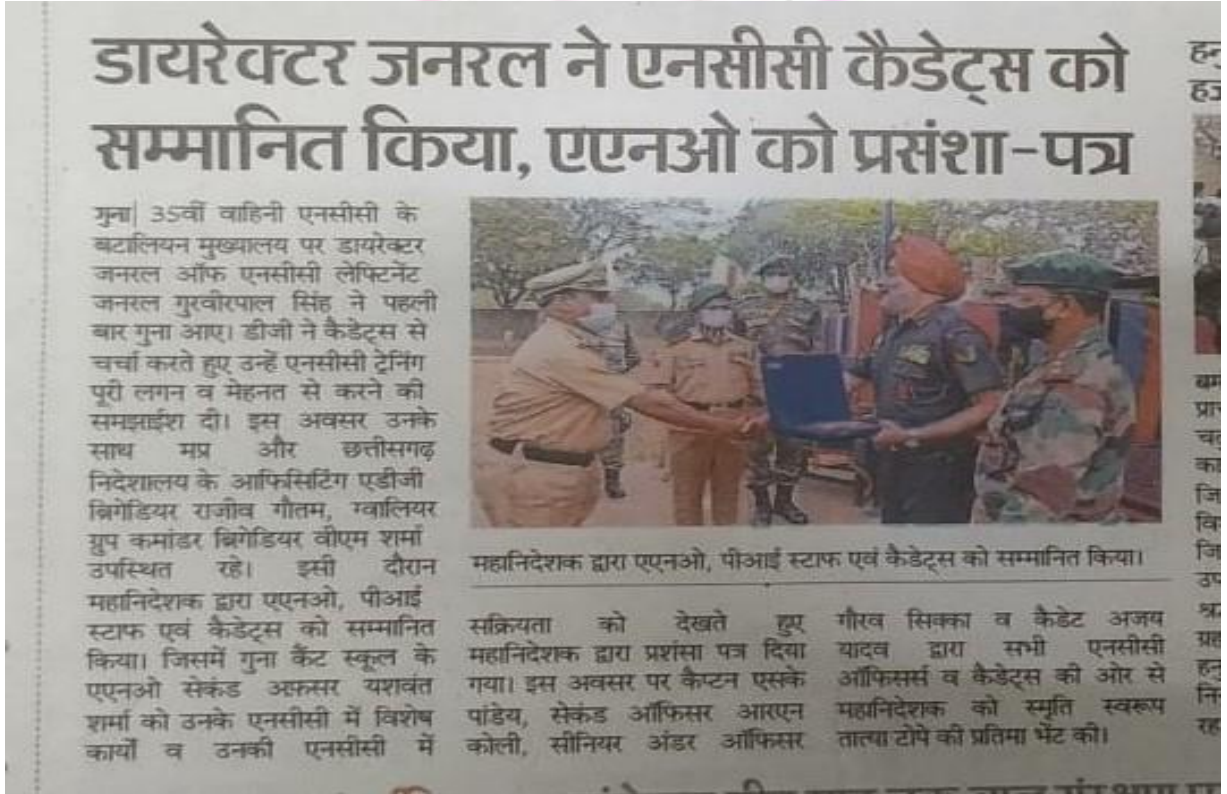 डायरेक्टर जनरल ने एनसीसी कैडेट्स को
सम्मानित किया, एएनओ को प्रसंशा-पत्र
गुना| 35वीं वाहिनी एनसीसी के
बटालियन मुख्यालय पर डायरेक्टर
जनरल ऑफ एनसीसी लेफ्टिनेंट
जनरल गुरवीरपाल सिंह ने पहली
बार गुना आए। डीजी ने कैडेट्स से
चर्चा करते हुए उन्हें एनसीसी ट्रेनिंग
पूरी लगन व मेहनत से करने की
समझाईश दी। इस अवसर उनके
साथ मप्र और छत्तीसगढ़
निदेशालय के आफिसिटिंग एडीजी
ब्रिगेडियर राजीव गौतम, ग्वालियर
ग्रुप कमांडर ब्रिगेडियर वीएम शर्मा
उपस्थित रहे। इसी दौरान
महानिदेशक द्वारा एएनओ, पीआई
स्टाफ एवं कैडेट्स को सम्मानित
किया। जिसमें गुना कैंट स्कूल के
एएनओ सेकंड अफ़सर यशवंत
शर्मा को उनके एनसीसी में विशेष
कार्यों व उनकी एनसीसी में
महानिदेशक द्वारा एएनओ, पीआई स्टाफ एवं कैडेट्स को सम्मानित किया।
सक्रियता को देखते हुए
महानिदेशक द्वारा प्रशंसा पत्र दिया
गया। इस अवसर पर कैप्टन एसके
पांडेय, सेकंड ऑफिसर आरएन
कोली, सीनियर अंडर ऑफिसर
गौरव सिक्का व कैडेट अजय
यादव द्वारा सभी एनसीसी
ऑफिसर्स व कैडेट्स की ओर से
महानिदेशक को स्मृति स्वरूप
तात्या टोपे की प्रतिमा भेंट की।